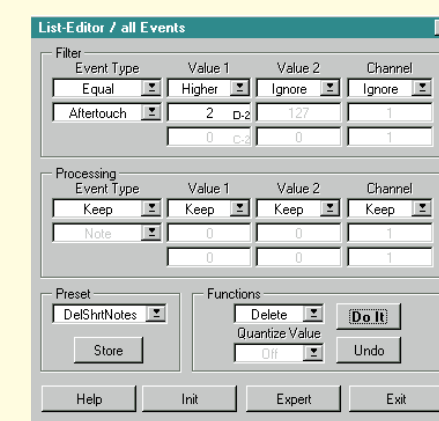 List-Editor / all Events
Filter
Event Type Value 1 Value 2 Channel
Equal Higher Ignore Ignore
Aftertouch 2 D-2 127 1
0 C-2 0 1
Processing
Event Type Value 1 Value 2 Channel
Keep Keep Keep Keep
Note 0 0 1
0 0 1
Preset Functions
DelShrtNotes Delete Do It
Quantize Value
Store Off Undo
Help Init Expert Exit